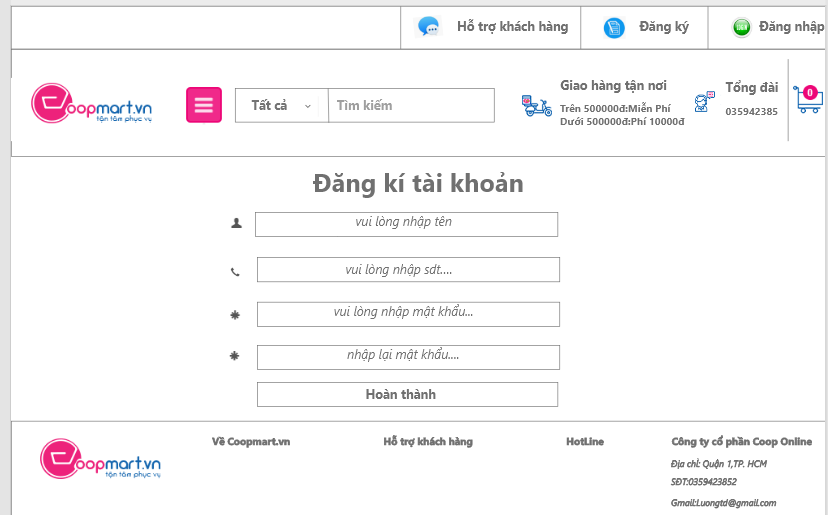 Hỗ trợ khách hàng
Đăng ký
Đăng nhập
coopmart.vn
tận tâm phục vụ
Tất cả
Tìm kiếm
Giao hàng tận nơi
Trên 500000đ:Miễn Phí
Dưới 500000đ:Phí 10000đ
Tổng đài
035942385
0
Đăng kí tài khoản
vui lòng nhập tên
vui lòng nhập sdt....
vui lòng nhập mật khẩu...
nhập lại mật khẩu....
Hoàn thành
coopmart.vn
tận tâm phục vụ
Về Coopmart.vn
Hỗ trợ khách hàng
HotLine
Công ty cổ phần Coop Online
Địa chỉ: Quận 1,TP. HCM
SĐT:0359423852
Gmail:Luongtd@gmail.com